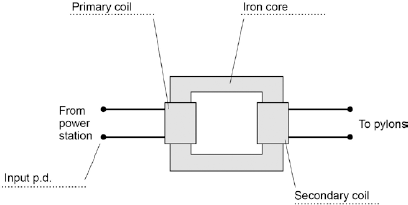 Primary coil
Iron core
From
power
station
To pylons
Input p.d.
Secondary coil